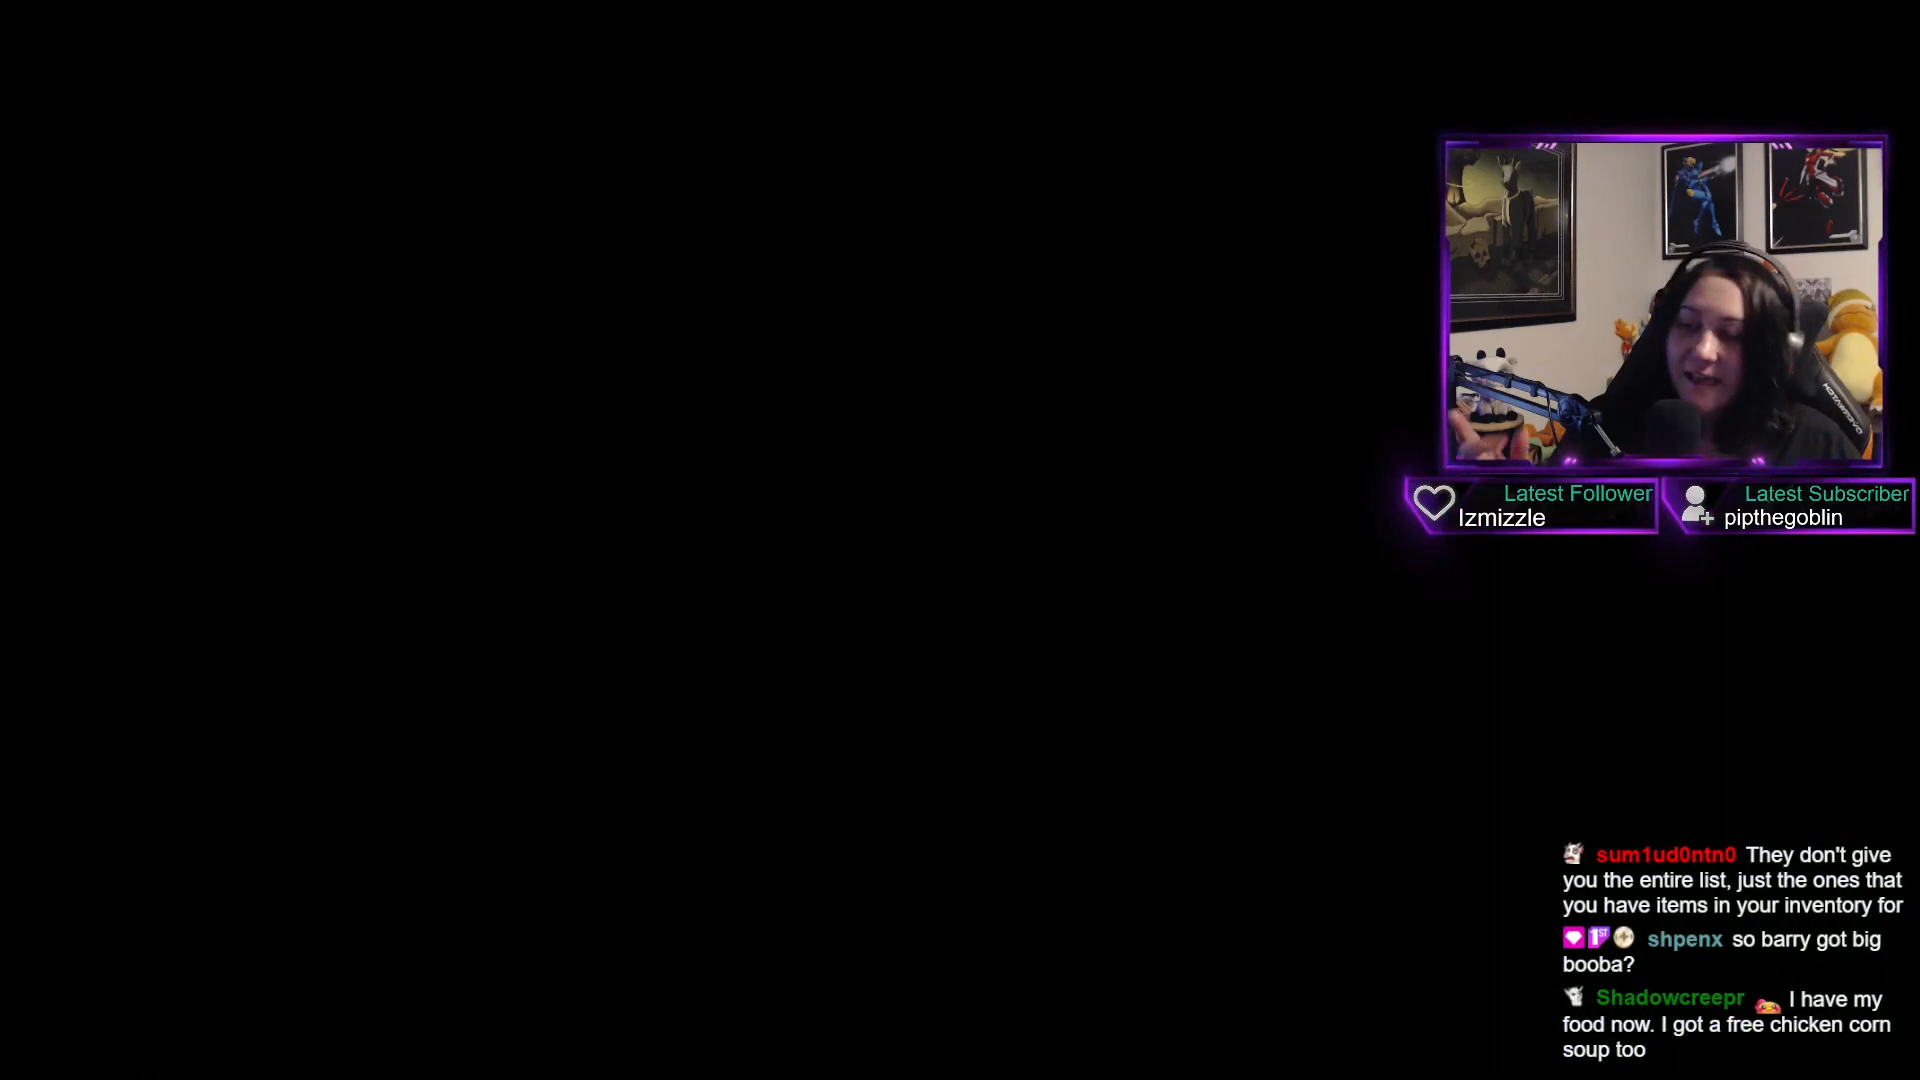 Latest Follower
lzmizzle
Latest Subscriber
pipthegoblin
sum1ud0ntn0 They don't give
you the entire list, just the ones that
you have items in your inventory for
1ST shpenx so barry got big
booba?
Shadowcreepr I have my
food now. I got a free chicken corn
soup too